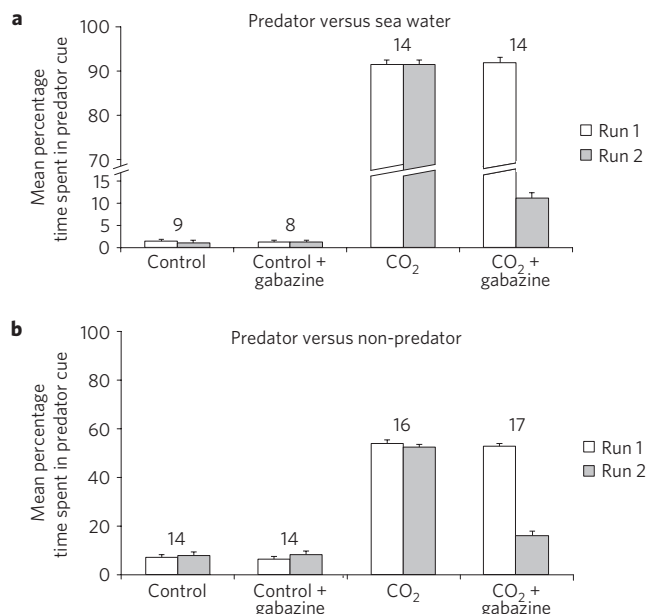 a
Predator versus sea water
Mean percentage
time spent in predator cue
100
90
80
70
15
10
5
0
9
8
14
14
Control
Control +
gabazine
CO₂
CO₂ +
gabazine
Run 1
Run 2
b
Predator versus non-predator
Mean percentage
time spent in predator cue
100
80
60
40
20
0
14
14
16
17
Control
Control +
gabazine
CO₂
CO₂ +
gabazine
Run 1
Run 2